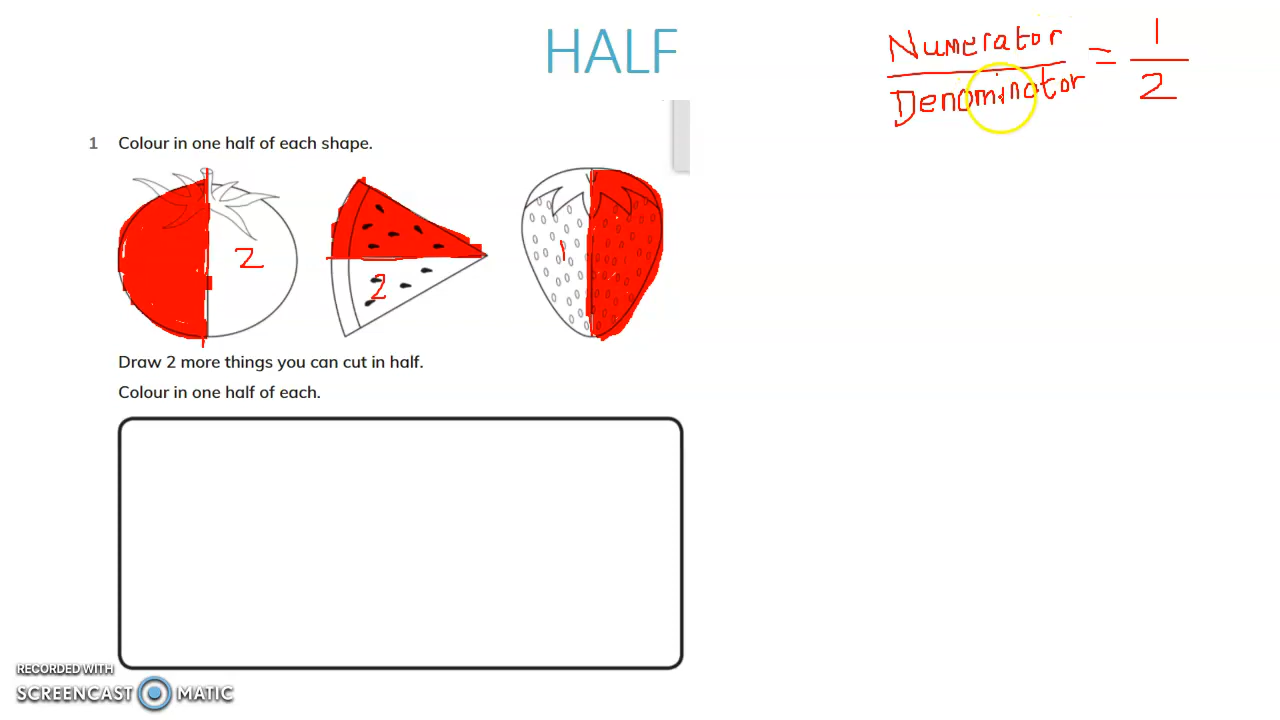 HALF
Numerator
Denominator
= 1
2
1 Colour in one half of each shape.
2
2
1
Draw 2 more things you can cut in half.
Colour in one half of each.
RECORDED WITH
SCREENCAST MATIC